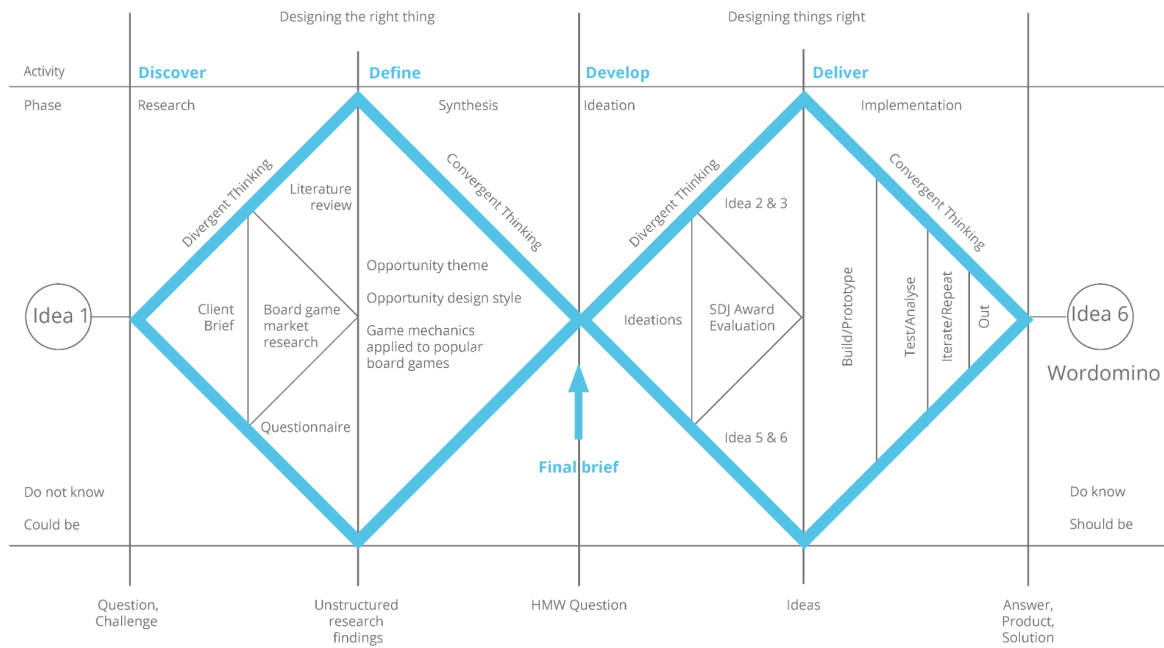 Designing the right thing
Designing things right
Activity
Discover
Define
Develop
Deliver
Phase
Research
Synthesis
Ideation
Implementation
Divergent Thinking
Convergent Thinking
Divergent Thinking
Convergent Thinking
Literature
review
Idea 2 & 3
Opportunity theme
Opportunity design style
Game mechanics
applied to popular
board games
Idea 1
Client
Brief
Board game
market
research
Ideations
SDJ Award
Evaluation
Build/Prototype
Test/Analyse
Iterate/Repeat
Out
Idea 6
Wordomino
Questionnaire
Idea 5 & 6
Final brief
Do not know
Could be
Do know
Should be
Question,
Challenge
Unstructured
research
findings
HMW Question
Ideas
Answer,
Product,
Solution